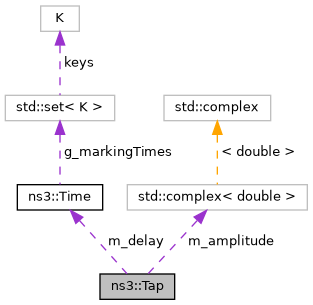 K
keys
std::set< K >
std::complex
g_markingTimes
< double >
ns3::Time
std::complex< double >
m_delay
m_amplitude
ns3::Tap